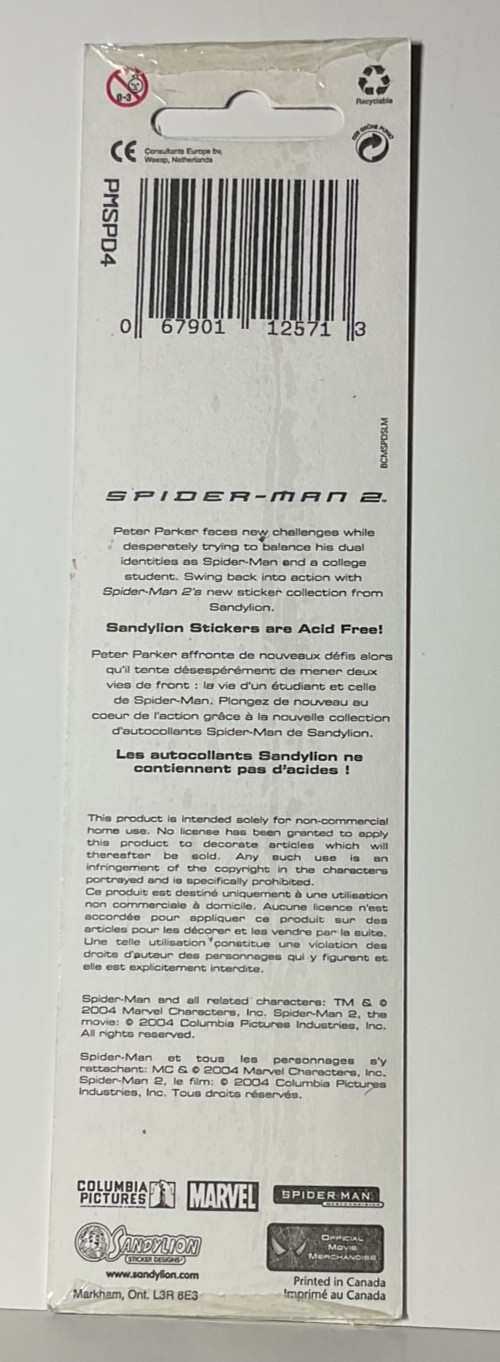 0-3
Recyclable
DER GRÜNE PUNKT
CE
Consultants Europe bv,
Weesp, Netherlands
PMSPD4
0 67901 12571 3
BCMSPDSLM
SPIDER-MAN 2™
Peter Parker faces new challenges while
desperately trying to balance his dual
identities as Spider-Man and a college
student. Swing back into action with
Spider-Man 2's new sticker collection from
Sandylion.
Sandylion Stickers are Acid Free!
Peter Parker affronte de nouveaux défis alors
qu'il tente désespérément de mener deux
vies de front : la vie d'un étudiant et celle
de Spider-Man. Plongez de nouveau au
coeur de l'action grâce à la nouvelle collection
d'autocollants Spider-Man de Sandylion.
Les autocollants Sandylion ne
contiennent pas d'acides !
This product is intended solely for non-commercial
home use. No license has been granted to apply
this product to decorate articles which will
thereafter be sold. Any such use is an
infringement of the copyright in the characters
portrayed and is specifically prohibited.
Ce produit est destiné uniquement à une utilisation
non commerciale à domicile. Aucune licence n'est
accordée pour appliquer ce produit sur des
articles pour les décorer et les vendre par la suite.
Une telle utilisation constitue une violation des
droits d'auteur des personnages qui y figurent et
elle est explicitement interdite.
Spider-Man and all related characters: TM & ©
2004 Marvel Characters, Inc. Spider-Man 2, the
movie: © 2004 Columbia Pictures Industries, Inc.
All rights reserved.
Spider-Man et tous les personnages s'y
rattachant: MC & © 2004 Marvel Characters, Inc.
Spider-Man 2, le film: © 2004 Columbia Pictures
Industries, Inc. Tous droits réservés.
COLUMBIA
PICTURES
MARVEL
SPIDER-MAN
MERCHANDISING
SANDYLION
STICKER DESIGNS
OFFICIAL
MOVIE
MERCHANDISE
www.sandylion.com
Markham, Ont. L3R 8E3
Printed in Canada
Imprimé au Canada